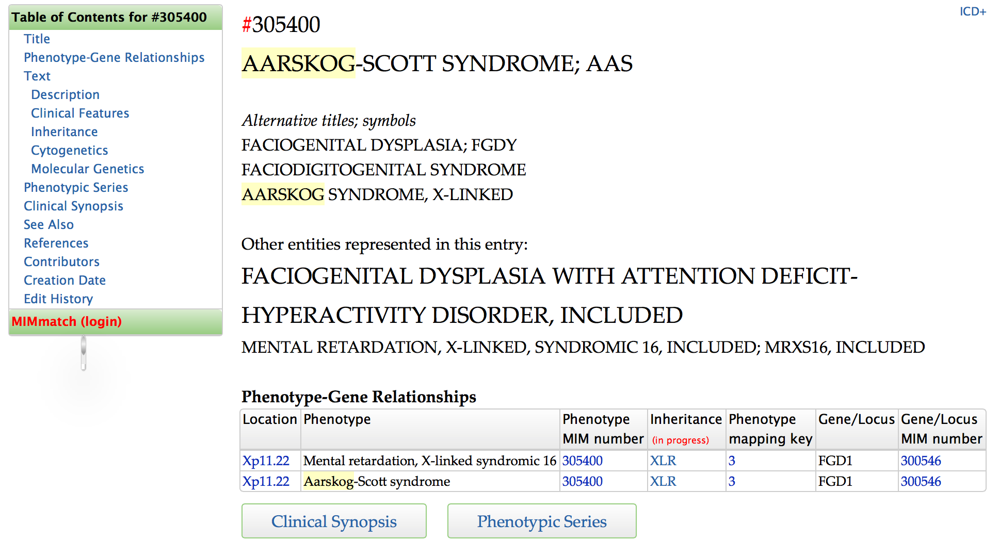 Table of Contents for #305400
Title
Phenotype-Gene Relationships
Text
Description
Clinical Features
Inheritance
Cytogenetics
Molecular Genetics
Phenotypic Series
Clinical Synopsis
See Also
References
Contributors
Creation Date
Edit History
MIMmatch (login)
ICD+
#305400
AARSKOG-SCOTT SYNDROME; AAS
Alternative titles; symbols
FACIOGENITAL DYSPLASIA; FGDY
FACIODIGITOGENITAL SYNDROME
AARSKOG SYNDROME, X-LINKED
Other entities represented in this entry:
FACIOGENITAL DYSPLASIA WITH ATTENTION DEFICIT-
HYPERACTIVITY DISORDER, INCLUDED
MENTAL RETARDATION, X-LINKED, SYNDROMIC 16, INCLUDED; MRXS16, INCLUDED
Phenotype-Gene Relationships
Location Phenotype Phenotype Inheritance Phenotype Gene/Locus Gene/Locus
MIM number (in progress) mapping key MIM number
Xp11.22 Mental retardation, X-linked syndromic 16 305400 XLR 3 FGD1 300546
Xp11.22 Aarskog-Scott syndrome 305400 XLR 3 FGD1 300546
Clinical Synopsis Phenotypic Series